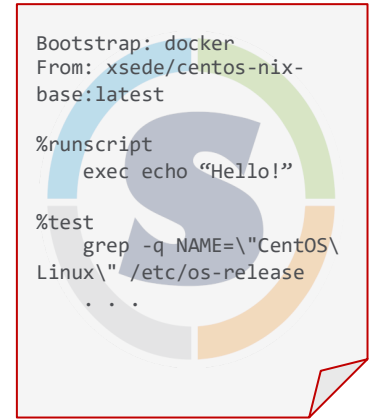 Bootstrap: docker
From: xsede/centos-nix-
base:latest
%runscript
exec echo “Hello!”
%test
grep -q NAME=\"CentOS\
Linux\" /etc/os-release
. . .
S